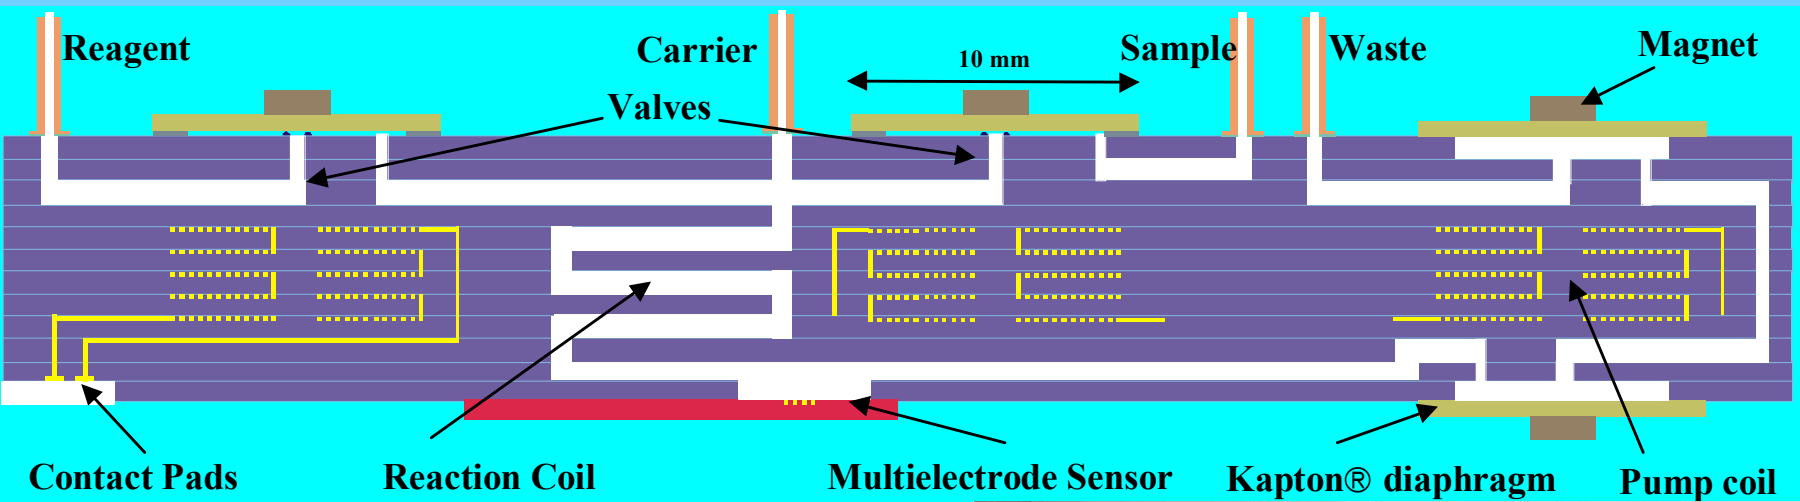 Reagent
Carrier
10 mm
Sample
Waste
Magnet
Valves
Contact Pads
Reaction Coil
Multielectrode Sensor
Kapton® diaphragm
Pump coil